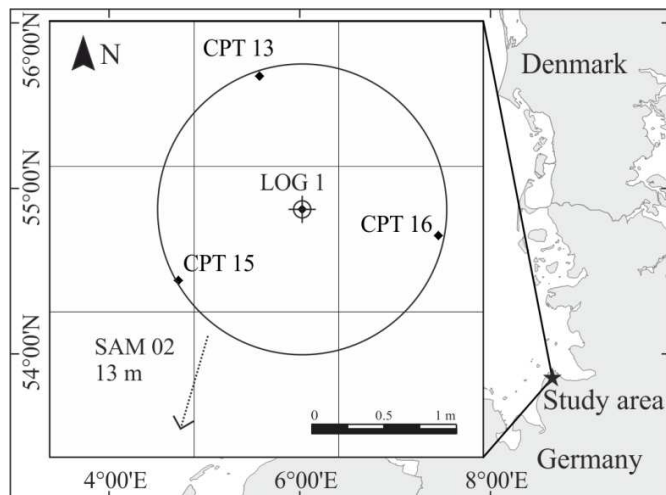 56°00'N
55°00'N
54°00'N
N
CPT 13
Denmark
LOG 1
CPT 16
CPT 15
SAM 02
13 m
0 0.5 1 m
Study area
Germany
4°00'E 6°00'E 8°00'E